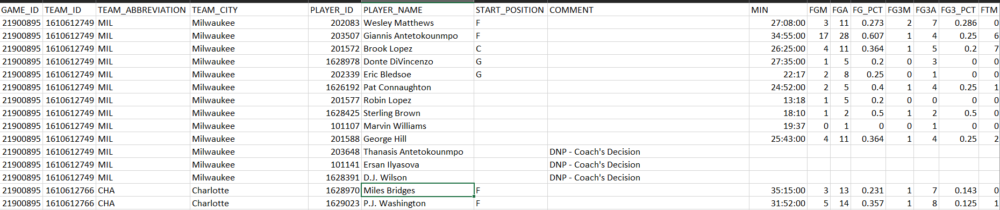 GAME_ID TEAM_ID TEAM_ABBREVIATION TEAM_CITY PLAYER_ID PLAYER_NAME START_POSITION COMMENT MIN FGM FGA FG_PCT FG3M FG3A FG3_PCT FTM
21900895 1610612749 MIL Milwaukee 202083 Wesley Matthews F 27:08:00 3 11 0.273 2 7 0.286 0
21900895 1610612749 MIL Milwaukee 203507 Giannis Antetokounmpo F 34:55:00 17 28 0.607 1 4 0.25 6
21900895 1610612749 MIL Milwaukee 201572 Brook Lopez C 26:25:00 4 11 0.364 1 5 0.2 7
21900895 1610612749 MIL Milwaukee 1628978 Donte DiVincenzo G 27:35:00 1 5 0.2 0 3 0 0
21900895 1610612749 MIL Milwaukee 202339 Eric Bledsoe G 22:17 2 8 0.25 0 1 0 0
21900895 1610612749 MIL Milwaukee 1626192 Pat Connaughton 24:52:00 2 5 0.4 1 4 0.25 1
21900895 1610612749 MIL Milwaukee 201577 Robin Lopez 13:18 1 5 0.2 0 0 0 0
21900895 1610612749 MIL Milwaukee 1628425 Sterling Brown 18:10 1 2 0.5 1 2 0.5 0
21900895 1610612749 MIL Milwaukee 101107 Marvin Williams 19:37 0 1 0 0 1 0 0
21900895 1610612749 MIL Milwaukee 201588 George Hill 25:43:00 4 11 0.364 1 4 0.25 2
21900895 1610612749 MIL Milwaukee 203648 Thanasis Antetokounmpo DNP - Coach's Decision
21900895 1610612749 MIL Milwaukee 101141 Ersan Ilyasova DNP - Coach's Decision
21900895 1610612749 MIL Milwaukee 1628391 D.J. Wilson DNP - Coach's Decision
21900895 1610612766 CHA Charlotte 1628970 Miles Bridges F 35:15:00 3 13 0.231 1 7 0.143 0
21900895 1610612766 CHA Charlotte 1629023 P.J. Washington F 31:52:00 5 14 0.357 1 8 0.125 1